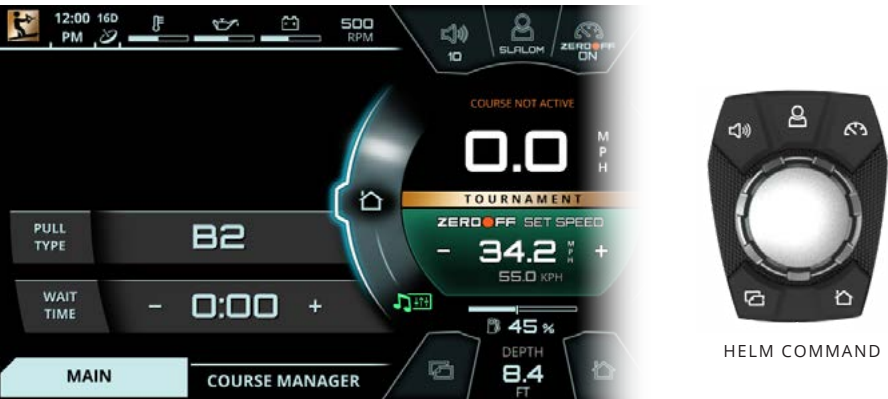 12:00 16D
PM
500
RPM
10
SLALOM
ZEROOFF
ON
COURSE NOT ACTIVE
0.0 MPH
TOURNAMENT
ZEROOFF SET SPEED
- 34.2 MPH +
55.0 KPH
PULL
TYPE
B2
WAIT
TIME
- 0:00 +
45 %
DEPTH
8.4
FT
MAIN
COURSE MANAGER
HELM COMMAND